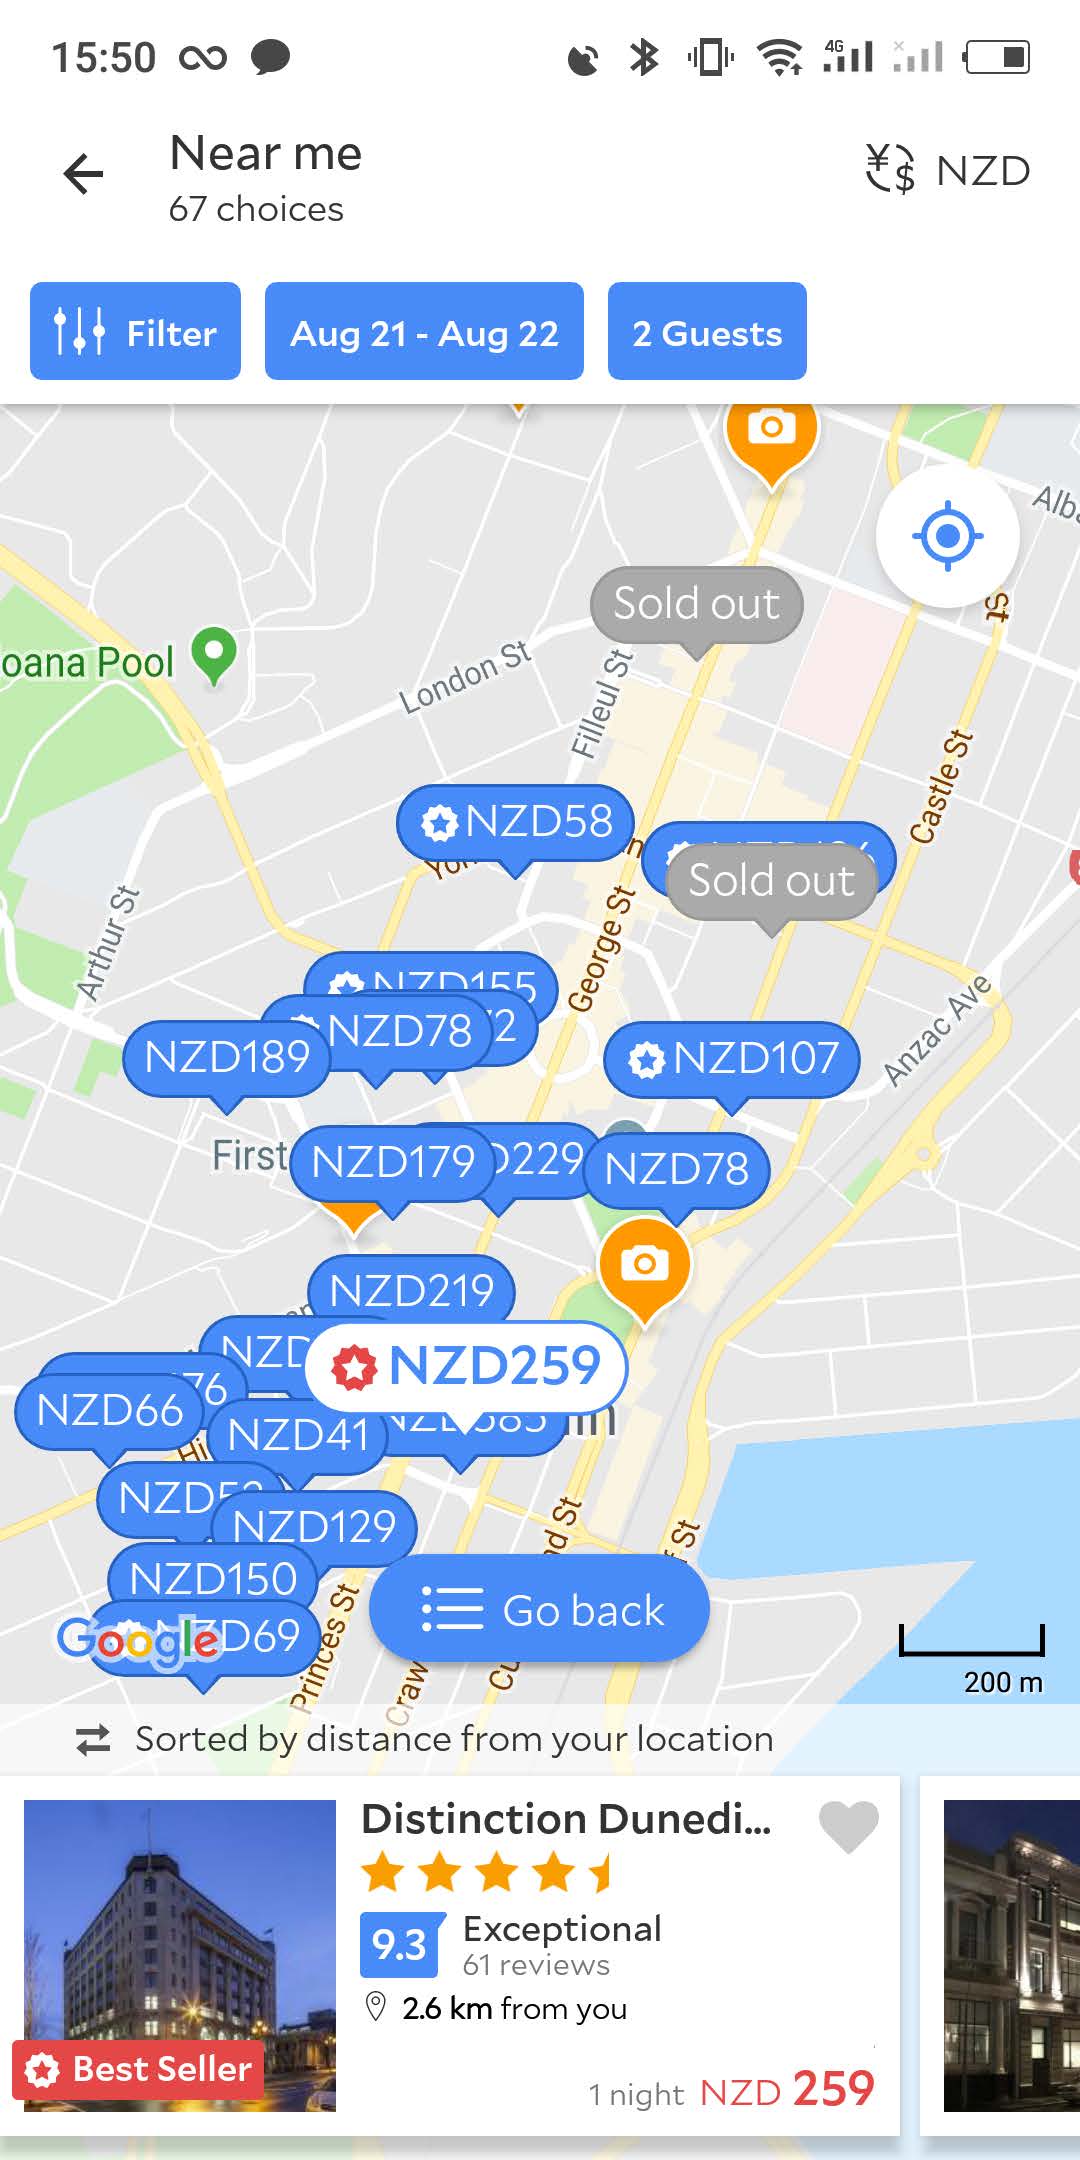 15:50
4G
Near me
67 choices
NZD
Filter
Aug 21 - Aug 22
2 Guests
St
Sold out
oana Pool
London St
Filleul St
Castle St
NZD58
Sold out
Arthur St
George St
NZD155
NZD78
NZD189
NZD107
Anzac Ave
First
NZD179
NZD78
NZD219
NZD259
NZD66
NZD41
NZD129
NZD150
Princes St
Google
Go back
200 m
Sorted by distance from your location
Distinction Dunedi...
9.3
Exceptional
61 reviews
2.6 km from you
Best Seller
1 night NZD 259